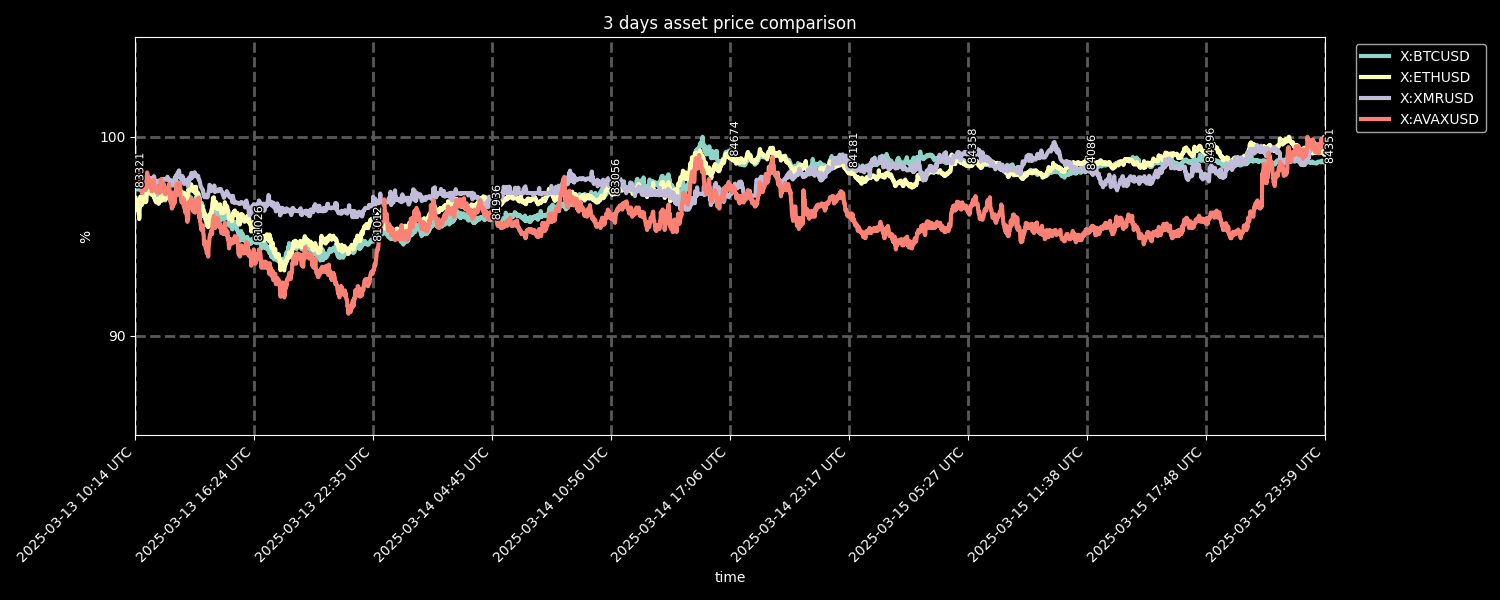 3 days asset price comparison
X:BTCUSD
X:ETHUSD
X:XMRUSD
X:AVAXUSD
100
90
%
83321
81026
81012
81936
83056
84674
84181
84358
84086
84396
84351
2025-03-13 10:14 UTC
2025-03-13 16:24 UTC
2025-03-13 22:35 UTC
2025-03-14 04:45 UTC
2025-03-14 10:56 UTC
2025-03-14 17:06 UTC
2025-03-14 23:17 UTC
2025-03-15 05:27 UTC
2025-03-15 11:38 UTC
2025-03-15 17:48 UTC
2025-03-15 23:59 UTC
time